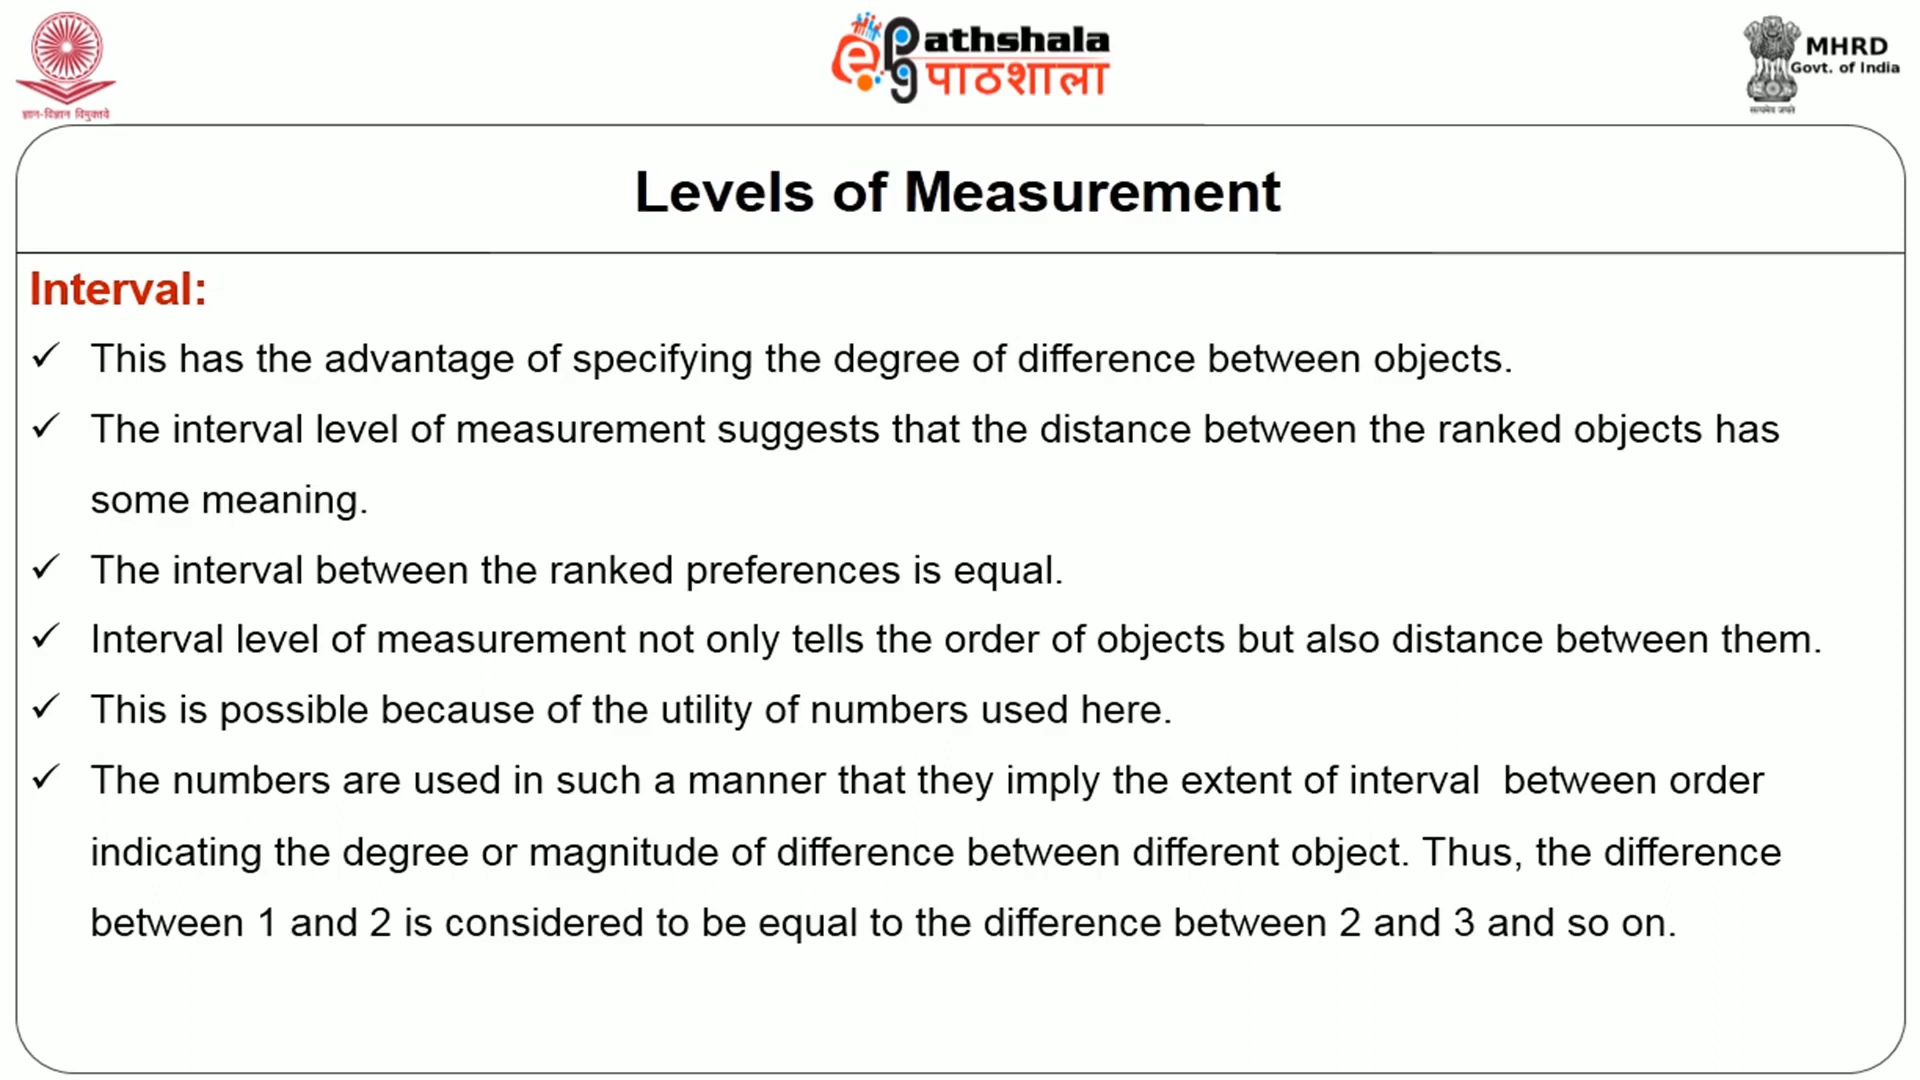 ज्ञान-विज्ञान विमुक्तये
e pg Pathshala
पाठशाला
MHRD
Govt. of India
सत्यमेव जयते
Levels of Measurement
Interval:
✓ This has the advantage of specifying the degree of difference between objects.
✓ The interval level of measurement suggests that the distance between the ranked objects has
some meaning.
✓ The interval between the ranked preferences is equal.
✓ Interval level of measurement not only tells the order of objects but also distance between them.
✓ This is possible because of the utility of numbers used here.
✓ The numbers are used in such a manner that they imply the extent of interval  between order
indicating the degree or magnitude of difference between different object. Thus, the difference
between 1 and 2 is considered to be equal to the difference between 2 and 3 and so on.